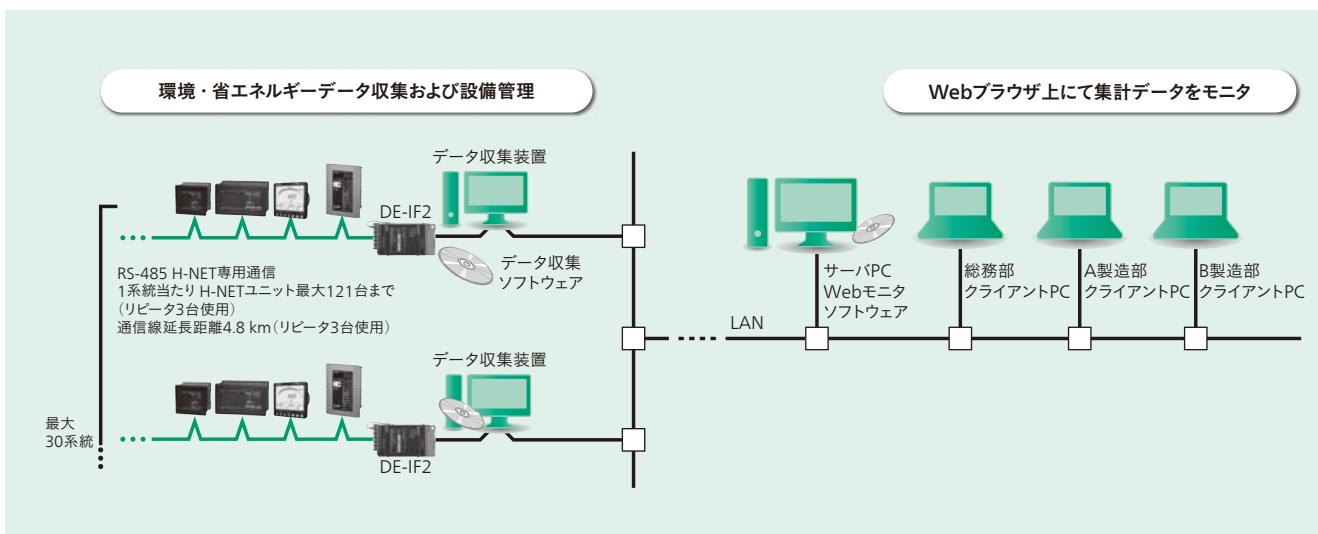 環境・省エネルギーデータ収集および設備管理
Webブラウザ上にて集計データをモニタ
データ収集装置
DE-IF2
データ収集
ソフトウェア
RS-485 H-NET専用通信
1系統当たり H-NETユニット最大121台まで
（リピータ3台使用）
通信線延長距離4.8 km（リピータ3台使用）
サーバPC
Webモニタ
ソフトウェア
総務部
クライアントPC
A製造部
クライアントPC
B製造部
クライアントPC
LAN
データ収集装置
DE-IF2
最大
30系統